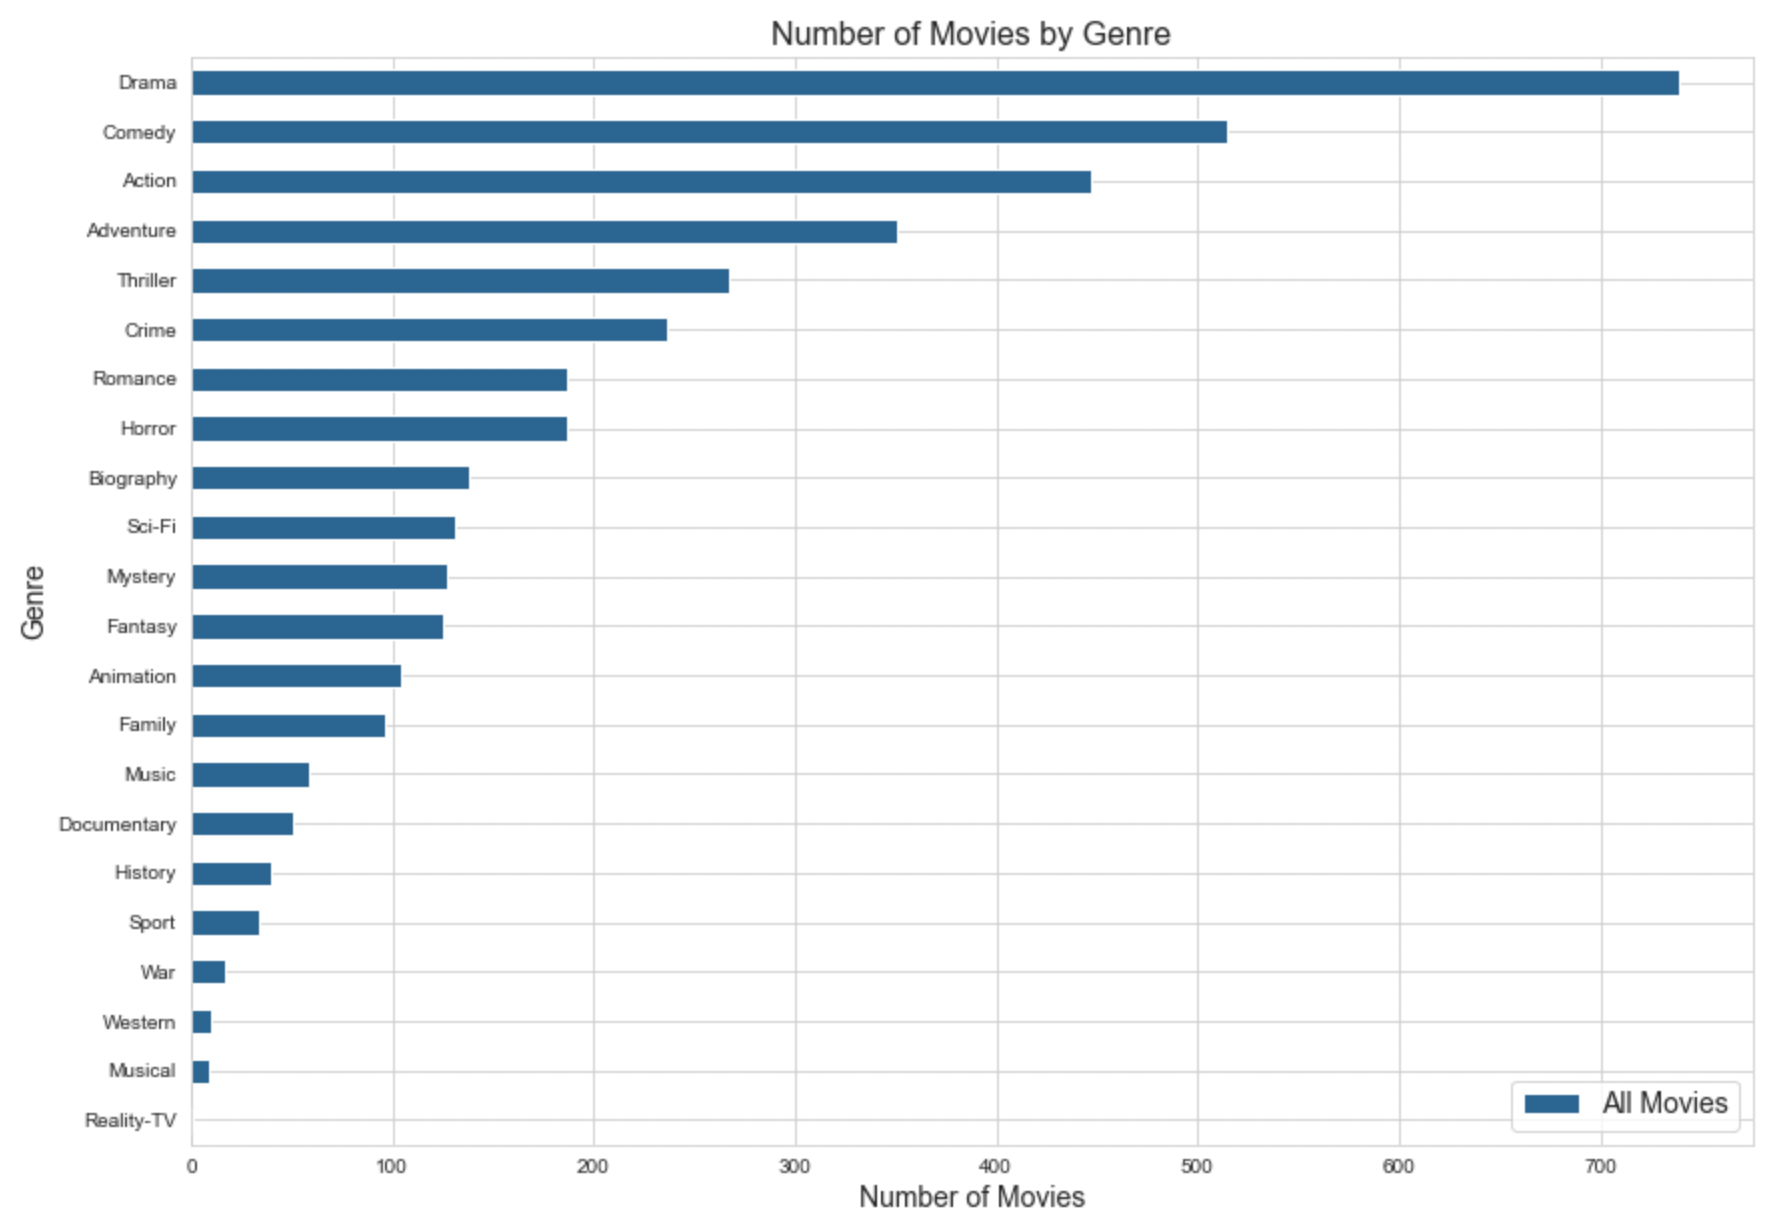 Number of Movies by Genre
Drama
Comedy
Action
Adventure
Thriller
Crime
Romance
Horror
Biography
Sci-Fi
Mystery
Fantasy
Animation
Family
Music
Documentary
History
Sport
War
Western
Musical
Reality-TV
Genre
All Movies
0 100 200 300 400 500 600 700
Number of Movies